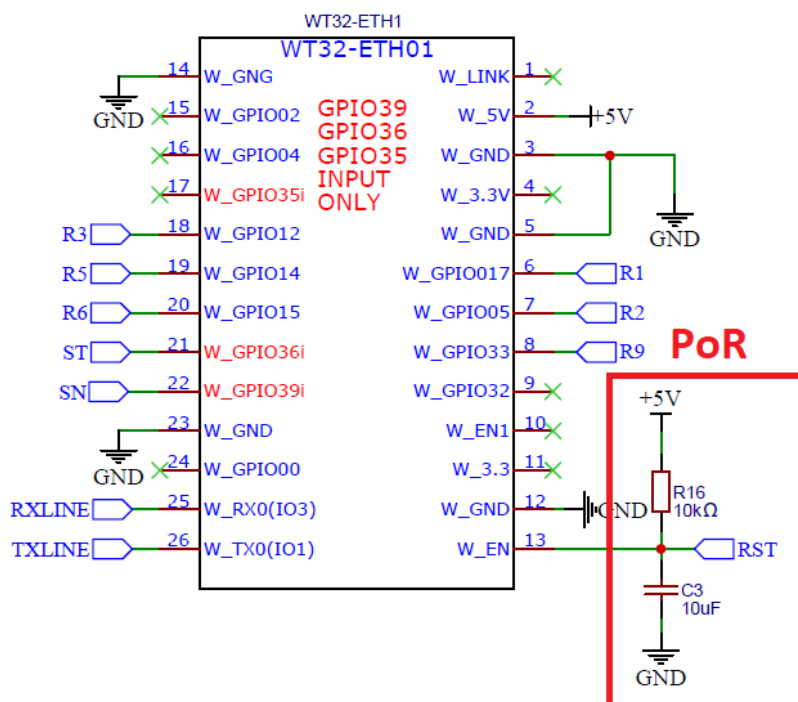 WT32-ETH1
WT32-ETH01
14 W_GNG
GND
15 W_GPIO02
16 W_GPIO04
17 W_GPIO35i
GPIO39
GPIO36
GPIO35
INPUT
ONLY
R3 18 W_GPIO12
R5 19 W_GPIO14
R6 20 W_GPIO15
ST 21 W_GPIO36i
SN 22 W_GPIO39i
23 W_GND
GND
24 W_GPIO00
RXLINE 25 W_RX0(IO3)
TXLINE 26 W_TX0(IO1)
W_LINK 1
W_5V 2 +5V
W_GND 3
W_3.3V 4
W_GND 5
GND
W_GPIO017 6 R1
W_GPIO05 7 R2
W_GPIO33 8 R9
W_GPIO32 9
W_EN1 10
W_3.3 11
W_GND 12 GND
W_EN 13 RST
PoR
+5V
R16
10kΩ
C3
10uF
GND